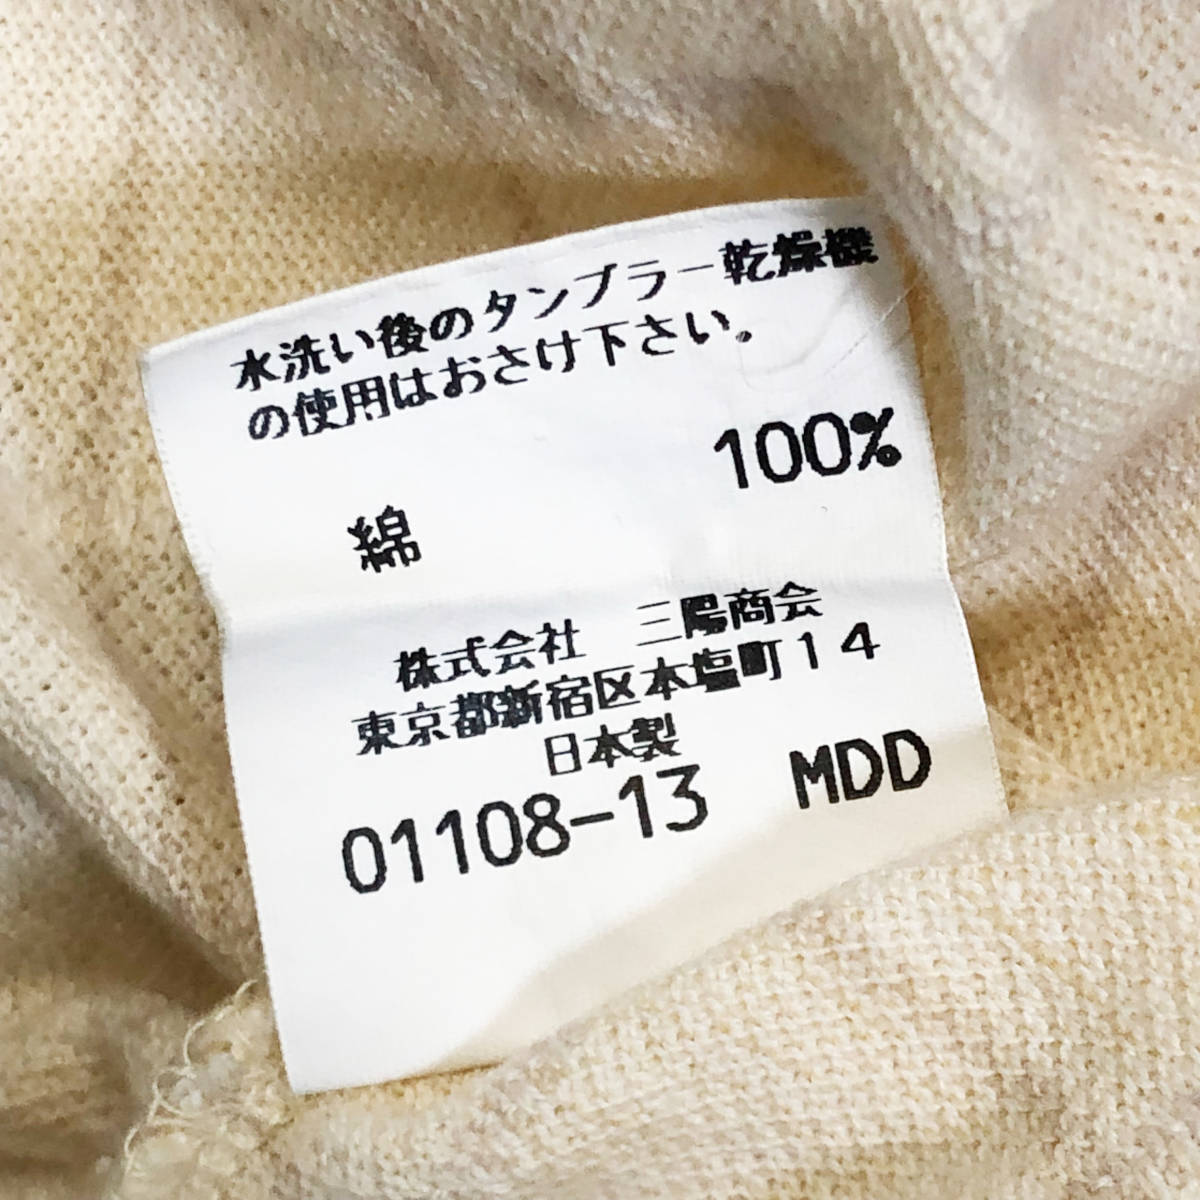 水洗い後のタンブラー乾燥機
の使用はおさけ下さい。
綿　100%
株式会社　三陽商会
東京都新宿区本塩町14
日本製
01108-13　MDD